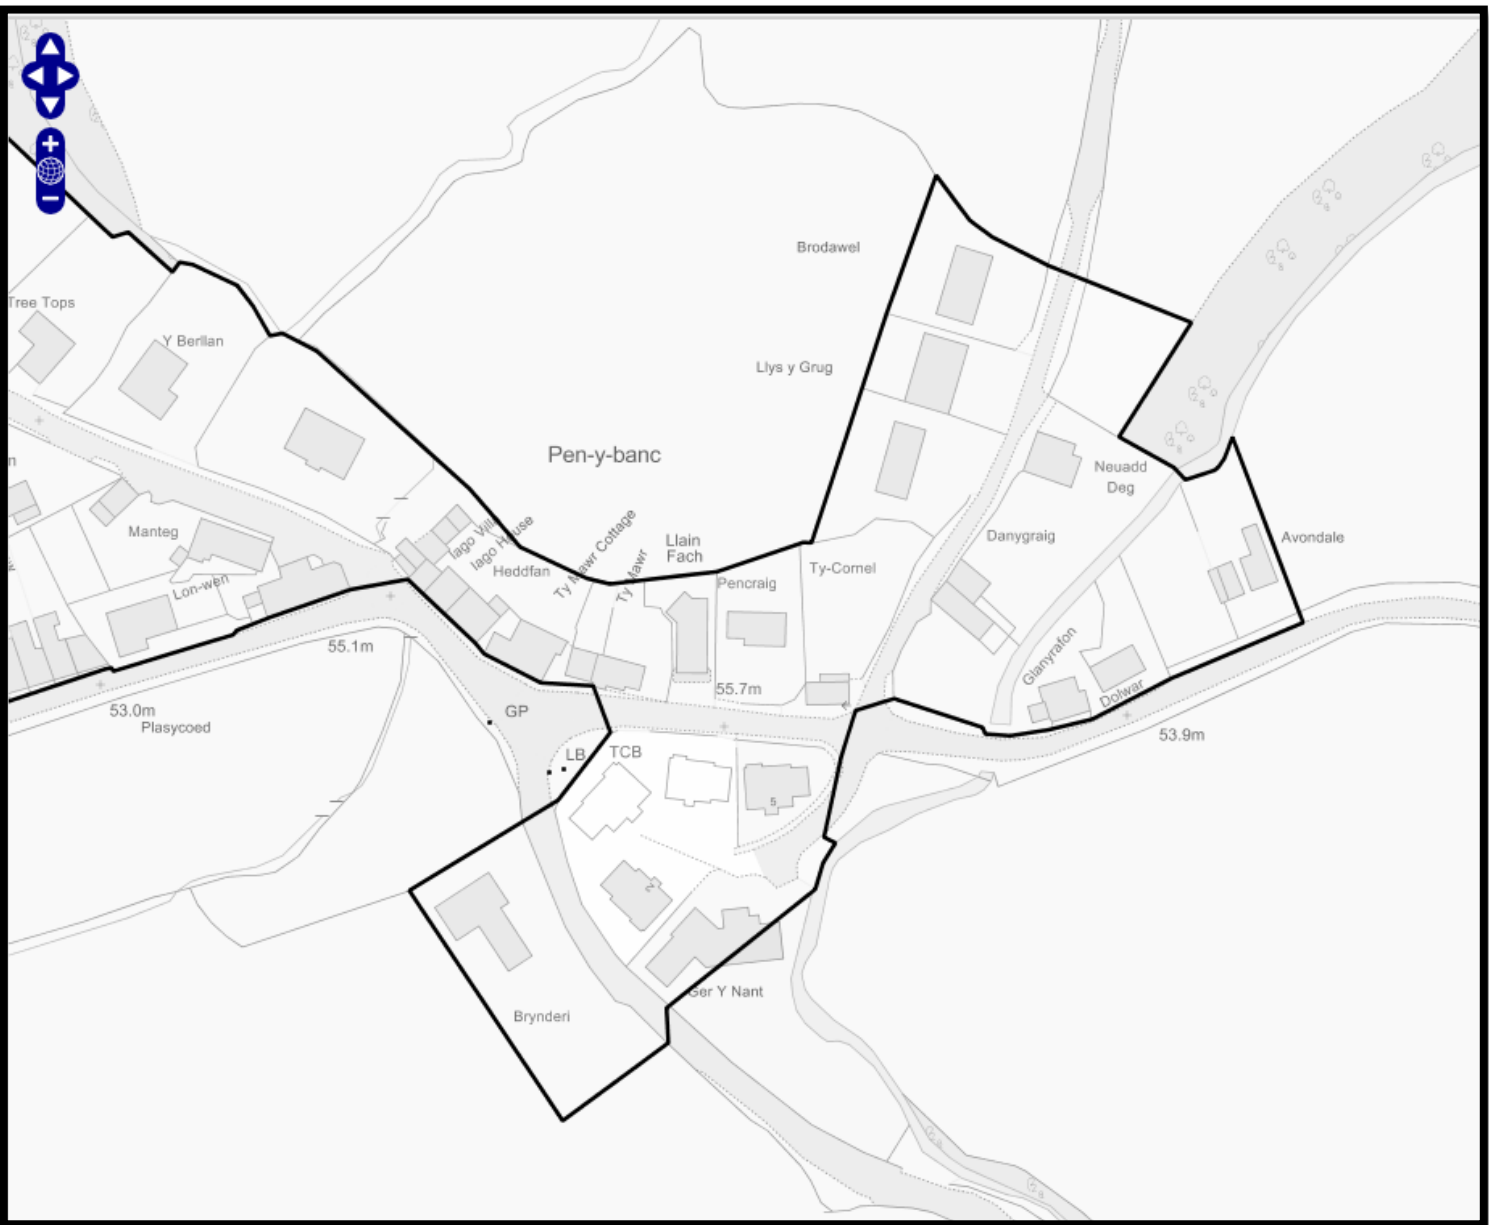 Brodawel
Tree Tops
Y Berllan
Llys y Grug
Pen-y-banc
n
Neuadd
Deg
Manteg
Iago Villa
Iago House
Heddfan
Ty Mawr Cottage
Ty Mawr
Llain
Fach
Pencraig
Ty-Cornel
Danygraig
Avondale
Lon-wen
55.1m
Glanyrafon
55.7m
Dolwar
53.0m
Plasycoed
GP
53.9m
LB
TCB
5
2
Ger Y Nant
Brynderi